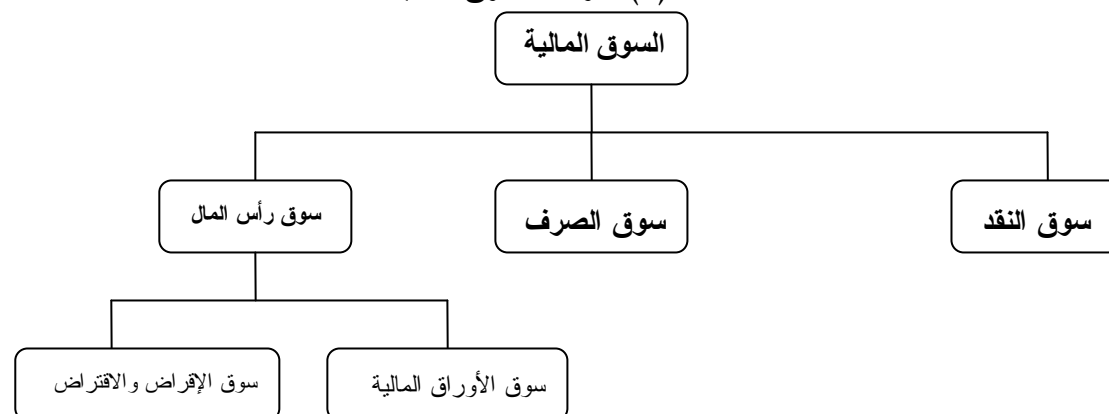 السوق المالية
سوق النقد
سوق الصرف
سوق رأس المال
سوق الأوراق المالية
سوق الإقراض والاقتراض